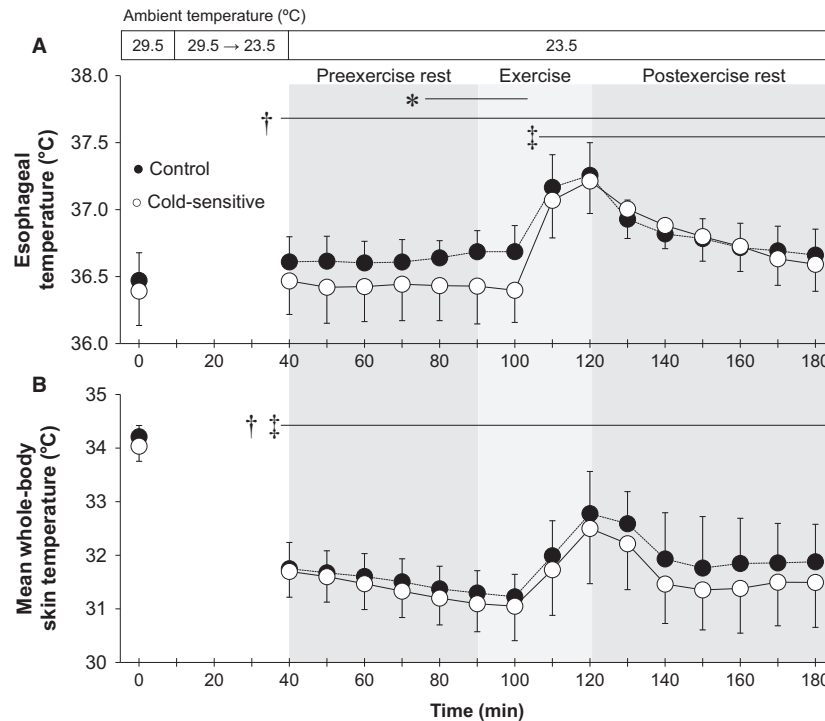 Ambient temperature (ºC)
A 29.5 29.5 → 23.5 23.5
38.0 Preexercise rest Exercise Postexercise rest
*
†
37.5 ‡
Control
Cold-sensitive
37.0
36.5
36.0
Esophageal
temperature (°C)
0 20 40 60 80 100 120 140 160 180
B
35
† ‡
34
33
32
31
30
Mean whole-body
skin temperature (°C)
0 20 40 60 80 100 120 140 160 180
Time (min)